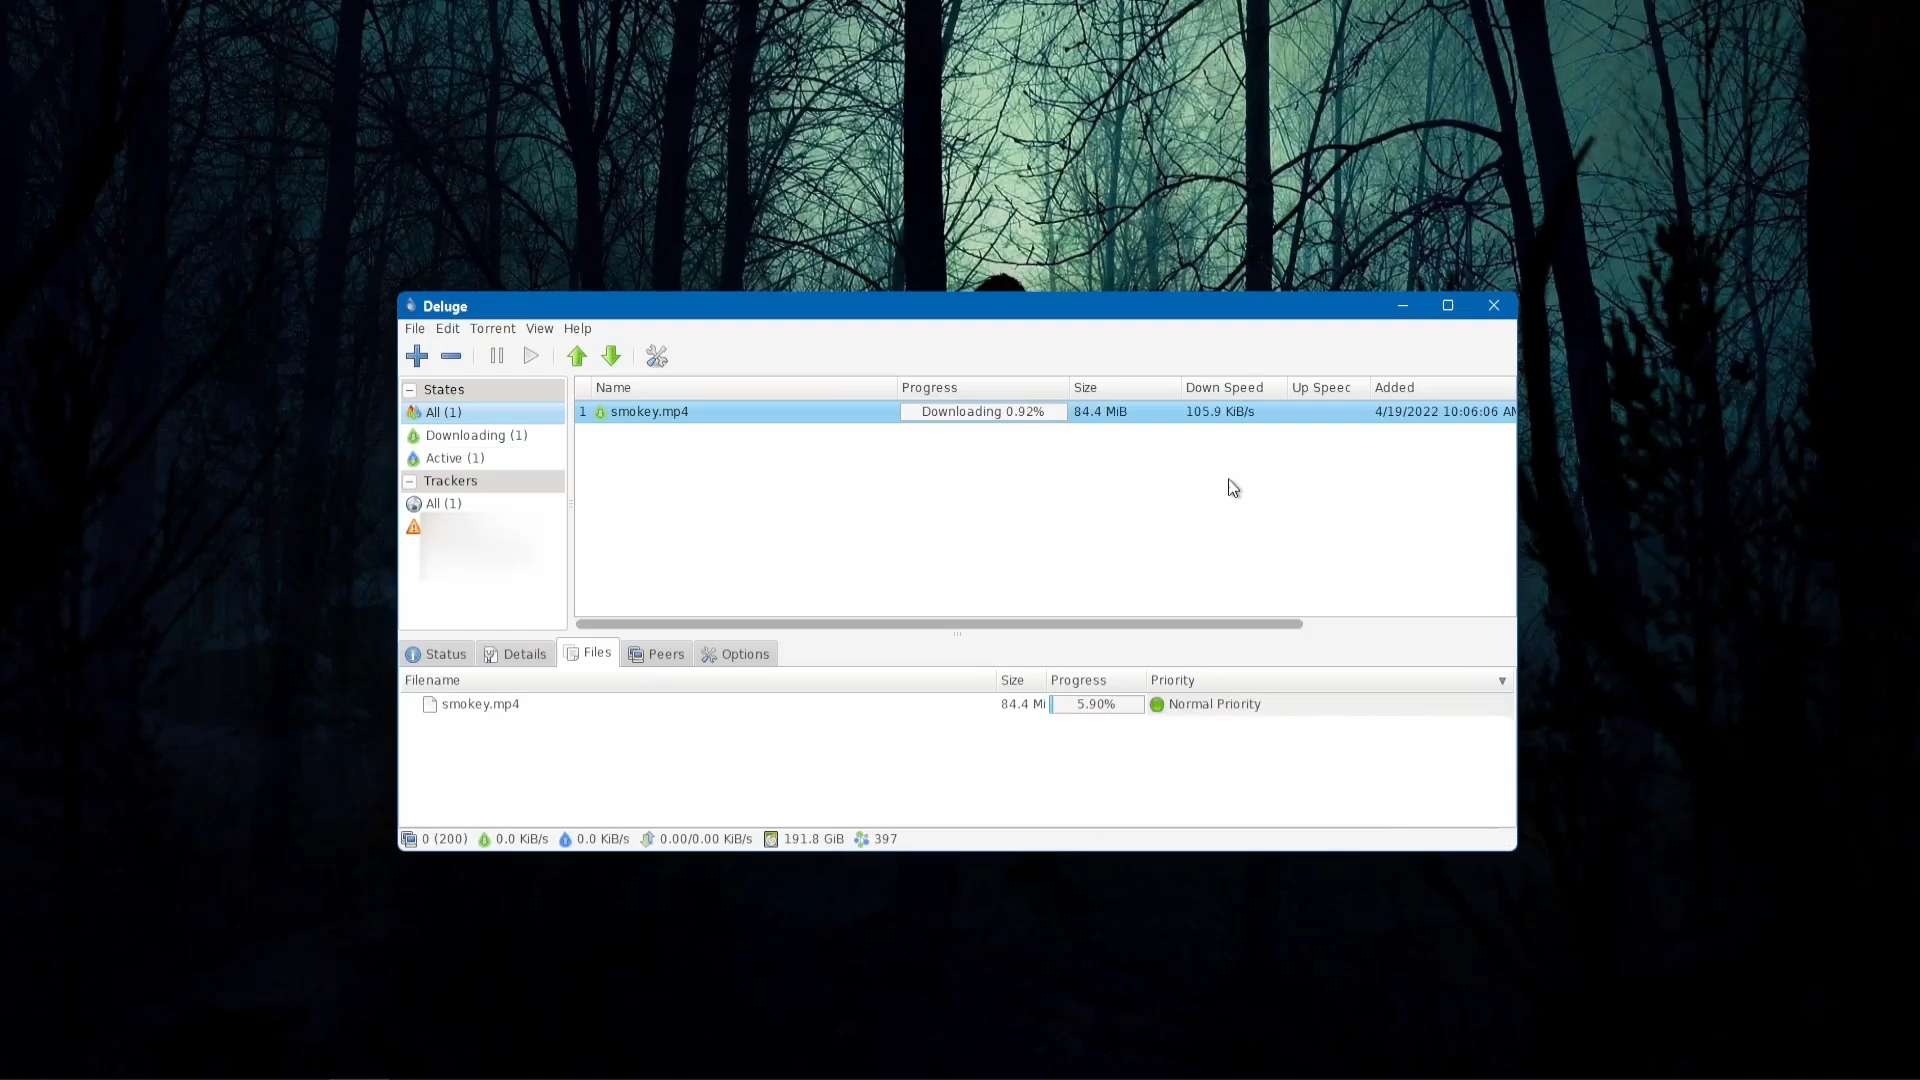 Deluge
File Edit Torrent View Help
States
All (1)
Downloading (1)
Active (1)
Trackers
All (1)
Name Progress Size Down Speed Up Speec Added
1 smokey.mp4 Downloading 0.92% 84.4 MiB 105.9 KiB/s 4/19/2022 10:06:06 AM
Status Details Files Peers Options
Filename Size Progress Priority
smokey.mp4 84.4 Mi 5.90% Normal Priority
0 (200) 0.0 KiB/s 0.0 KiB/s 0.00/0.00 KiB/s 191.8 GiB 397